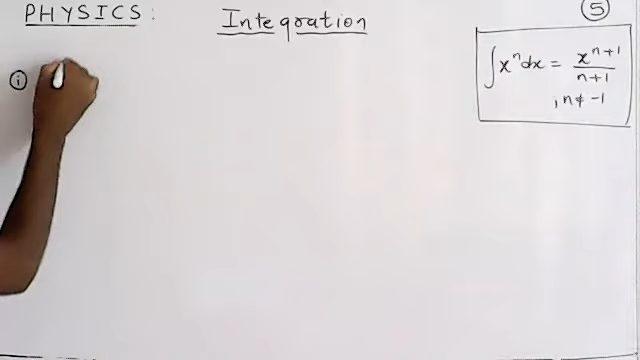 PHYSICS: Integration ⑤
∫xⁿdx = xⁿ⁺¹/n+1
; n ≠ -1
ⓘ